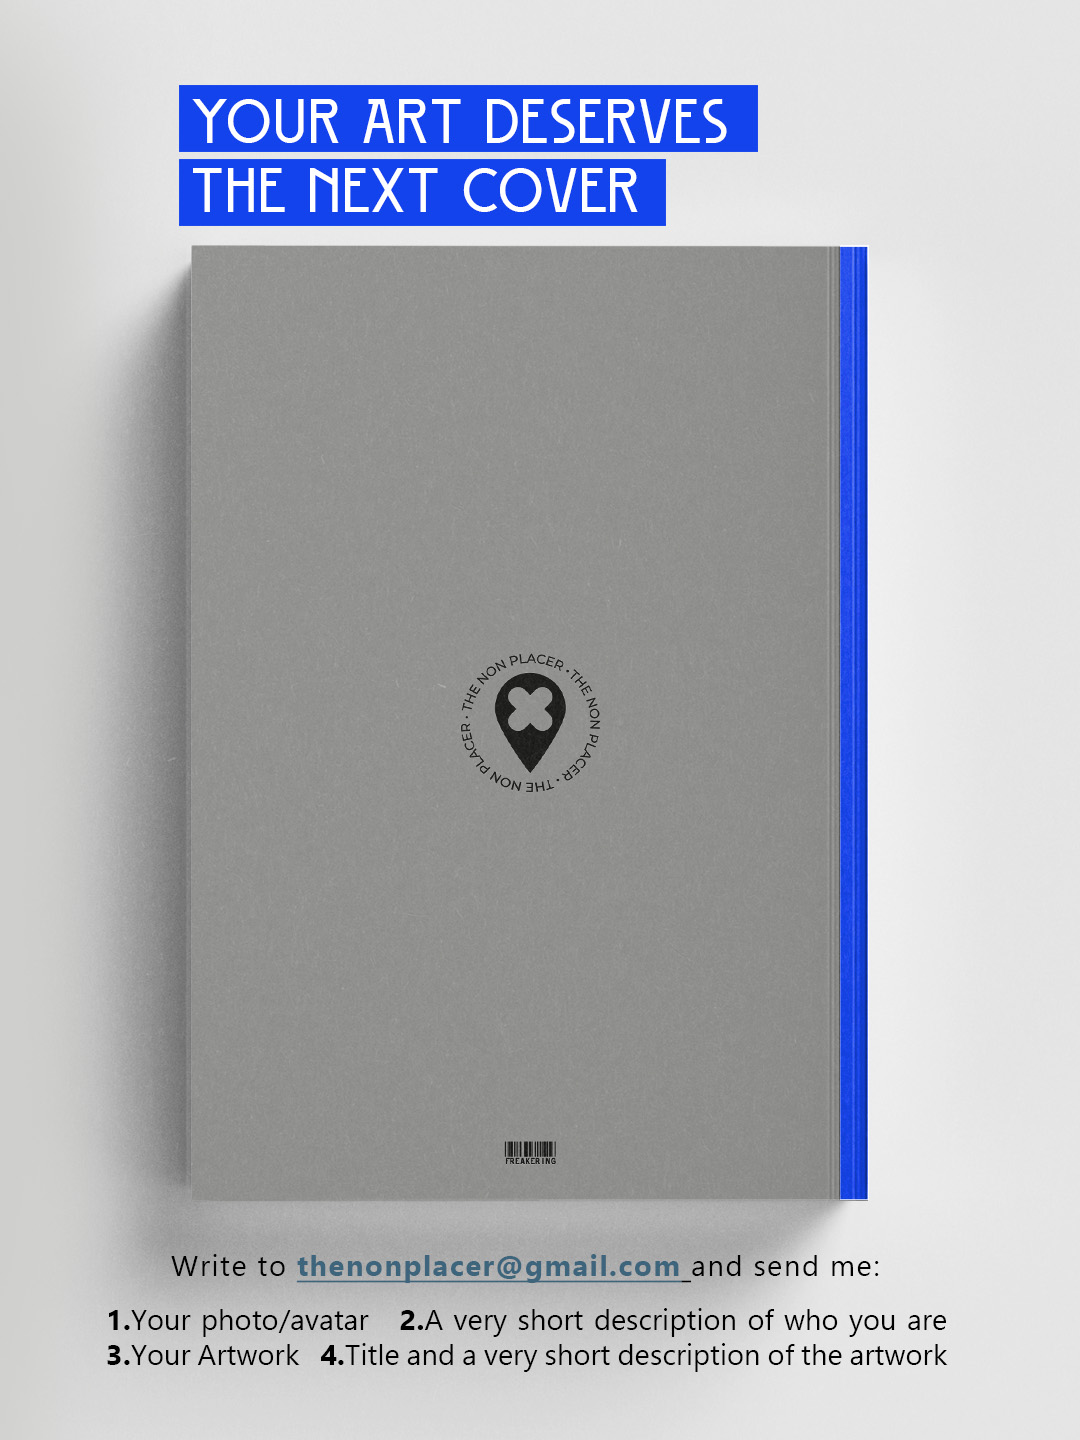 YOUR ART DESERVES
THE NEXT COVER
THE NON PLACER · THE NON PLACER · THE NON PLACER ·
FREAKERING
Write to thenonplacer@gmail.com and send me:
1.Your photo/avatar 2.A very short description of who you are
3.Your Artwork 4.Title and a very short description of the artwork